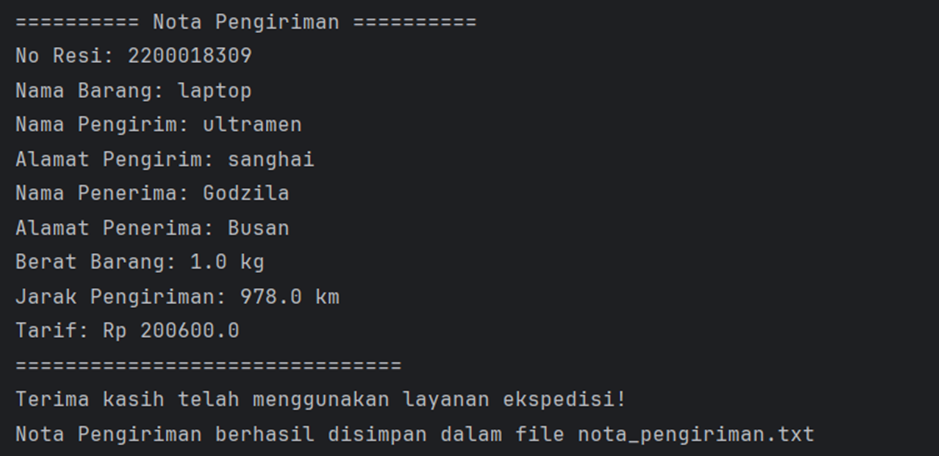 ========== Nota Pengiriman ==========
No Resi: 2200018309
Nama Barang: laptop
Nama Pengirim: ultramen
Alamat Pengirim: sanghai
Nama Penerima: Godzila
Alamat Penerima: Busan
Berat Barang: 1.0 kg
Jarak Pengiriman: 978.0 km
Tarif: Rp 200600.0
===============================
Terima kasih telah menggunakan layanan ekspedisi!
Nota Pengiriman berhasil disimpan dalam file nota_pengiriman.txt